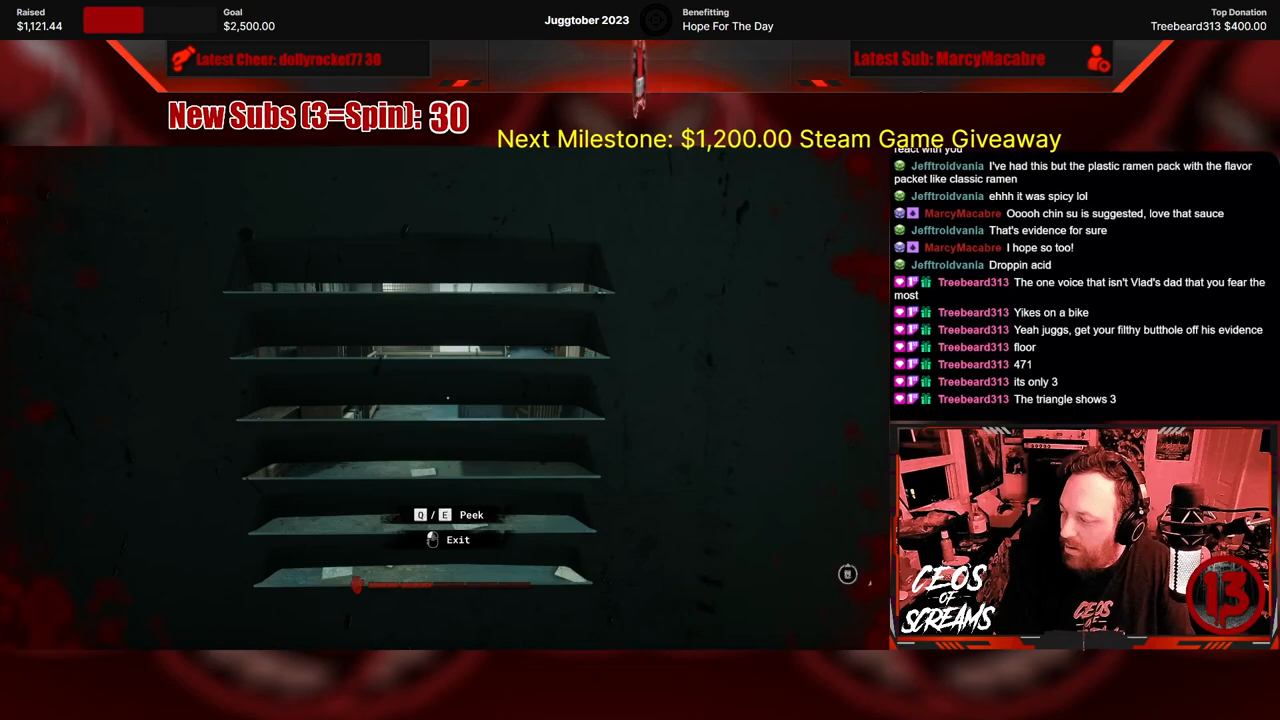 Raised
$1,121.44
Goal
$2,500.00
Juggtober 2023
Benefitting
Hope For The Day
Top Donation
Treebeard313 $400.00
Latest Cheer: dollyrocket77 30
Latest Sub: MarcyMacabre
New Subs (3=Spin): 30
Next Milestone: $1,200.00 Steam Game Giveaway
react with you
Jefftroidvania I've had this but the plastic ramen pack with the flavor
packet like classic ramen
Jefftroidvania ehhh it was spicy lol
MarcyMacabre Ooooh chin su is suggested, love that sauce
Jefftroidvania That's evidence for sure
MarcyMacabre I hope so too!
Jefftroidvania Droppin acid
Treebeard313 The one voice that isn't Vlad's dad that you fear the
most
Treebeard313 Yikes on a bike
Treebeard313 Yeah juggs, get your filthy butthole off his evidence
Treebeard313 floor
Treebeard313 471
Treebeard313 its only 3
Treebeard313 The triangle shows 3
Q / E Peek
Exit
CEOS
OF
SCREAMS
CEOS
OF
13